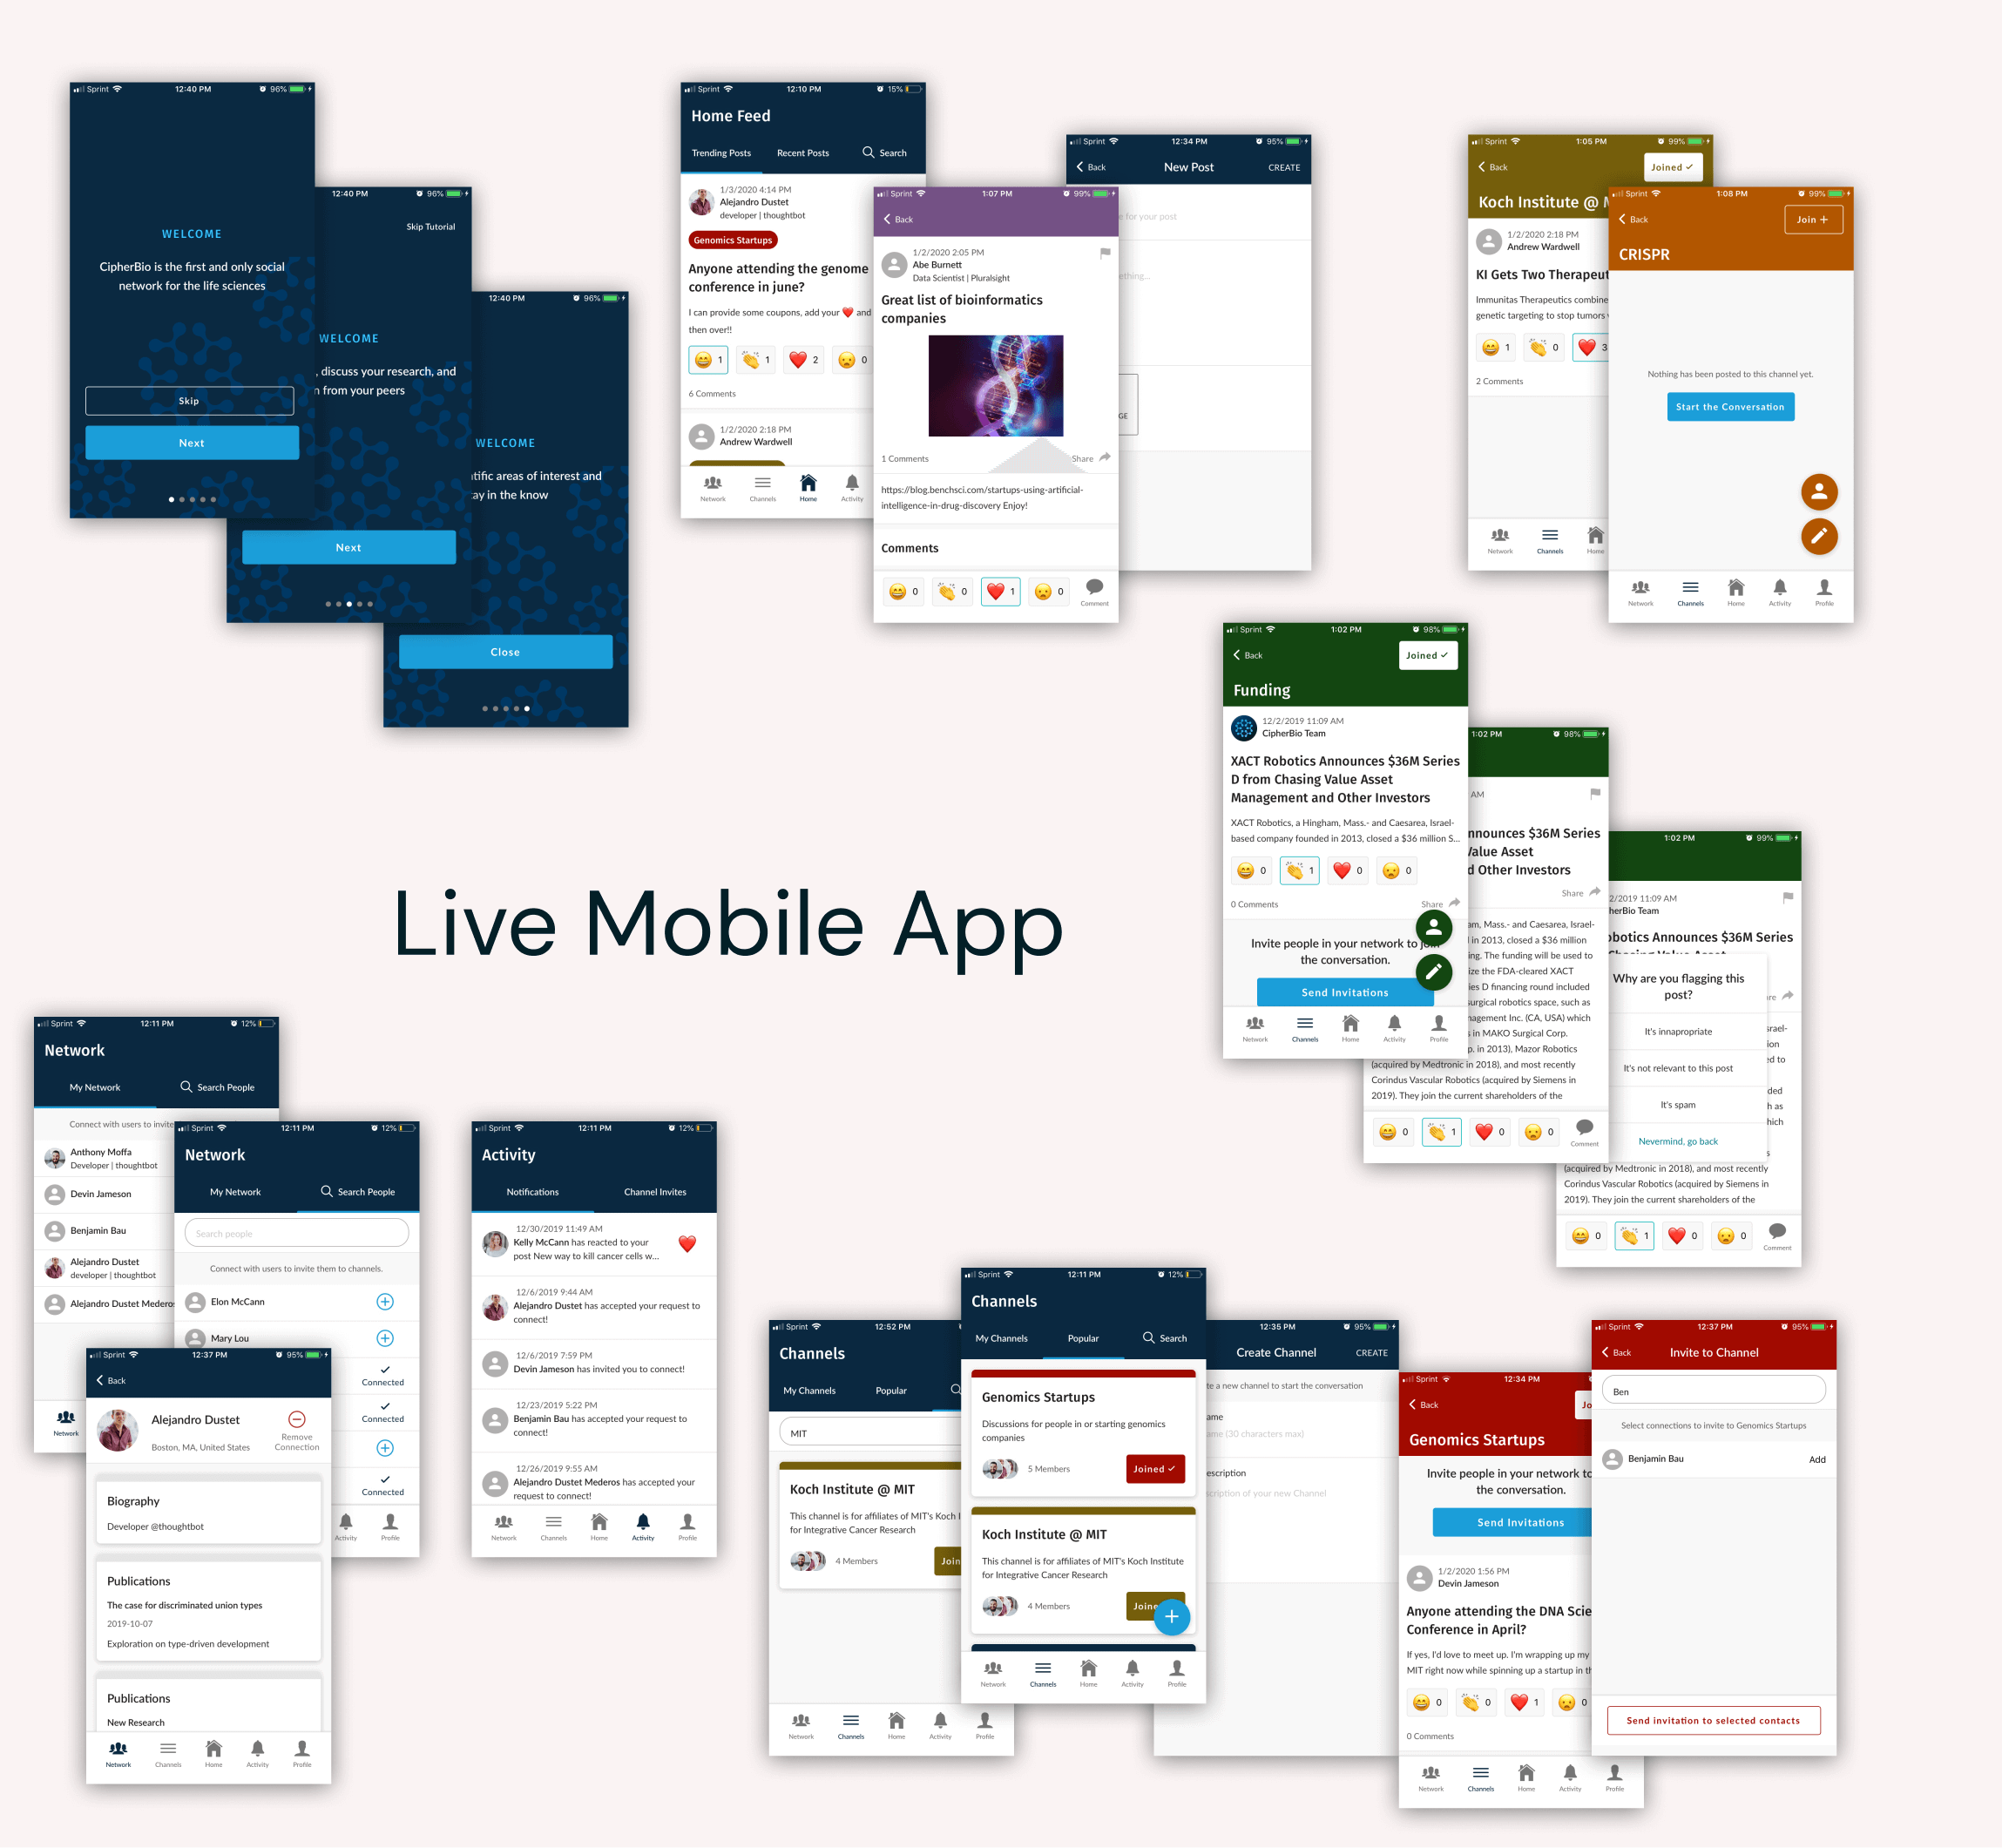 Sprint 12:40 PM 96%
WELCOME
CipherBio is the first and only social
network for the life sciences
Skip
Next
12:40 PM 96%
Skip Tutorial
WELCOME
, discuss your research, and
from your peers
Next
12:40 PM 96%
WELCOME
areas of interest and
in the know
Close
Sprint 12:10 PM 15%
Home Feed
Trending Posts Recent Posts Search
1/3/2020 4:14 PM
Alejandro Dustet
developer | thoughtbot
Genomics Startups
Anyone attending the genome
conference in june?
I can provide some coupons, add your ❤️ and
then over!!
😄 1 👏 1 ❤️ 2 😦 0
6 Comments
1/2/2020 2:18 PM
Andrew Wardwell
Network Channels Home Activity
Sprint 1:07 PM 99%
Back
1/2/2020 2:05 PM
Abe Burnett
Data Scientist | Pluralsight
Great list of bioinformatics
companies
1 Comments Share
https://blog.benchsci.com/startups-using-artificial-
intelligence-in-drug-discovery Enjoy!
Comments
😄 0 👏 0 ❤️ 1 😦 0 Comment
Sprint 12:34 PM 95%
Back New Post CREATE
for your post
Sprint 1:05 PM 99%
Back Joined ✓
Koch Institute @
1/2/2020 2:18 PM
Andrew Wardwell
KI Gets Two
Immunitas Therapeutics combine
genetic targeting to stop tumors
😄 1 👏 0 ❤️ 3
2 Comments
Network Channels Home
Sprint 1:08 PM 99%
Back Join +
CRISPR
Nothing has been posted to this channel yet.
Start the Conversation
Network Channels Home Activity Profile
Sprint 1:02 PM 98%
Back Joined ✓
Funding
12/2/2019 11:09 AM
CipherBio Team
XACT Robotics Announces $36M Series
D from Chasing Value Asset
Management and Other Investors
XACT Robotics, a Hingham, Mass.- and Caesarea, Israel-
based company founded in 2013, closed a $36 million S...
😄 0 👏 1 ❤️ 0 😦 0
0 Comments Share
Invite people in your network to join
the conversation.
Send Invitations
Network Channels Home Activity Profile
1:02 PM 98%
AM
$36M Series
Value Asset
Other Investors
Share
Mass.- and Caesarea, Israel-
in 2013, closed a $36 million
The funding will be used to
the FDA-cleared XACT
D financing round included
surgical robotics space, such as
Inc. (CA, USA) which
in MAKO Surgical Corp.
in 2013), Mazor Robotics
(acquired by Medtronic in 2018), and most recently
Corindus Vascular Robotics (acquired by Siemens in
2019). They join the current shareholders of the
😄 0 👏 1 ❤️ 0 😦 0 Comment
1:02 PM 99%
11:09 AM
Team
Announces $36M Series
Why are you flagging this
post?
It's innapropriate
It's not relevant to this post
It's spam
Nevermind, go back
(acquired by Medtronic in 2018), and most recently
Corindus Vascular Robotics (acquired by Siemens in
2019). They join the current shareholders of the
😄 0 👏 1 ❤️ 0 😦 0 Comment
Live Mobile App
Sprint 12:11 PM 12%
Network
My Network Search People
Connect with users to invite
Anthony Moffa
Developer | thoughtbot
Devin Jameson
Benjamin Bau
Alejandro Dustet
developer | thoughtbot
Alejandro Dustet Mederos
Network
Sprint 12:11 PM 12%
Network
My Network Search People
Search people
Connect with users to invite them to channels.
Elon McCann
Mary Lou
Connected
Connected
Connected
Activity Profile
Sprint 12:37 PM 95%
Back
Alejandro Dustet
Boston, MA, United States
Remove
Connection
Biography
Developer @thoughtbot
Publications
The case for discriminated union types
2019-10-07
Exploration on type-driven development
Publications
New Research
Network Channels Home Activity Profile
Sprint 12:11 PM 12%
Activity
Notifications Channel Invites
12/30/2019 11:49 AM
Kelly McCann has reacted to your
post New way to kill cancer cells w...
12/6/2019 9:44 AM
Alejandro Dustet has accepted your request to
connect!
12/6/2019 7:59 PM
Devin Jameson has invited you to connect!
12/23/2019 5:22 PM
Benjamin Bau has accepted your request to
connect!
12/26/2019 9:55 AM
Alejandro Dustet Mederos has accepted your
request to connect!
Network Channels Home Activity Profile
Sprint 12:52 PM
Channels
My Channels Popular
MIT
Koch Institute @ MIT
This channel is for affiliates of MIT's Koch
for Integrative Cancer Research
4 Members
Network Channels Home Activity Profile
Sprint 12:11 PM 12%
Channels
My Channels Popular Search
Genomics Startups
Discussions for people in or starting genomics
companies
5 Members Joined ✓
Koch Institute @ MIT
This channel is for affiliates of MIT's Koch Institute
for Integrative Cancer Research
4 Members Joined
Network Channels Home Activity Profile
12:35 PM 95%
Create Channel CREATE
a new channel to start the conversation
(30 characters max)
of your new Channel
Sprint 12:34 PM
Back
Genomics Startups
Invite people in your network to
the conversation.
Send Invitations
1/2/2020 1:56 PM
Devin Jameson
Anyone attending the DNA
Conference in April?
If yes, I'd love to meet up. I'm wrapping up my
MIT right now while spinning up a startup in
😄 0 👏 0 ❤️ 1 😦 0
0 Comments
Network Channels Home Activity Profile
Sprint 12:37 PM 95%
Back Invite to Channel
Ben
Select connections to invite to Genomics Startups
Benjamin Bau Add
Send invitation to selected contacts